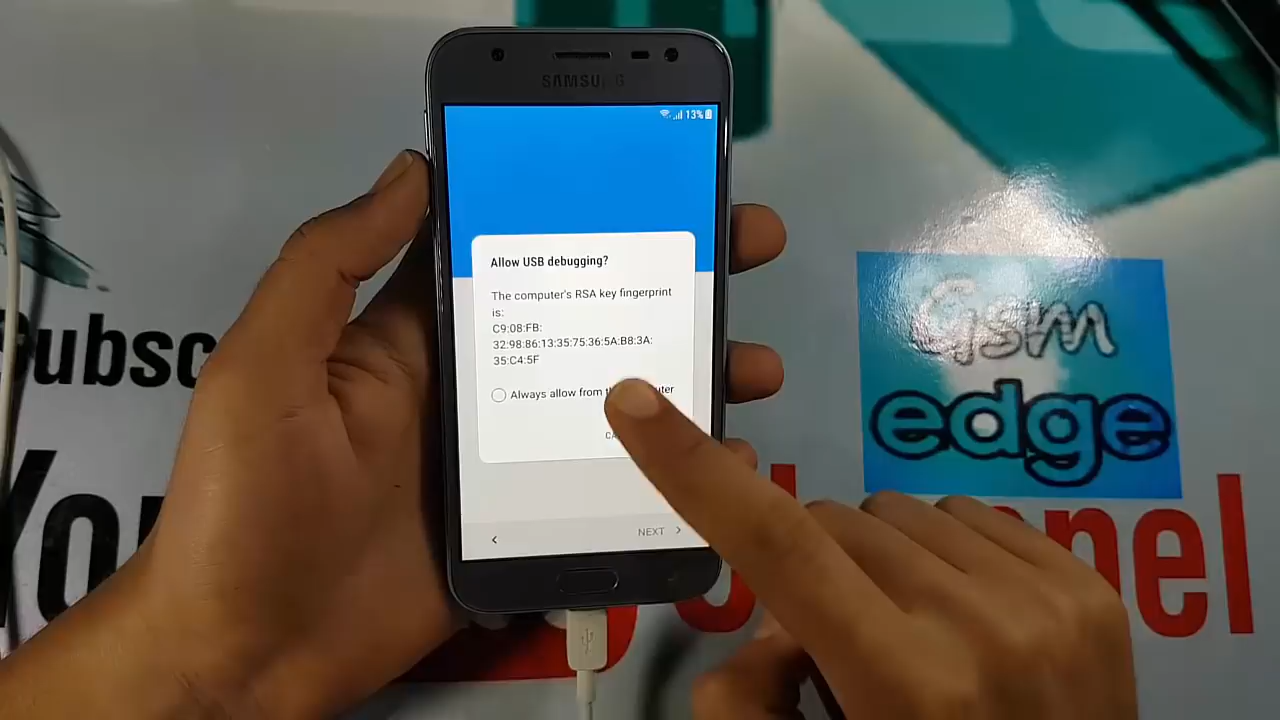 SAMSUNG
13%
Allow USB debugging?
The computer's RSA key fingerprint
is:
C9:08:FB:
32:98:86:13:35:75:36:5A:B8:3A:
35:C4:5F
Always allow from
NEXT
Gsm
edge
Subsc